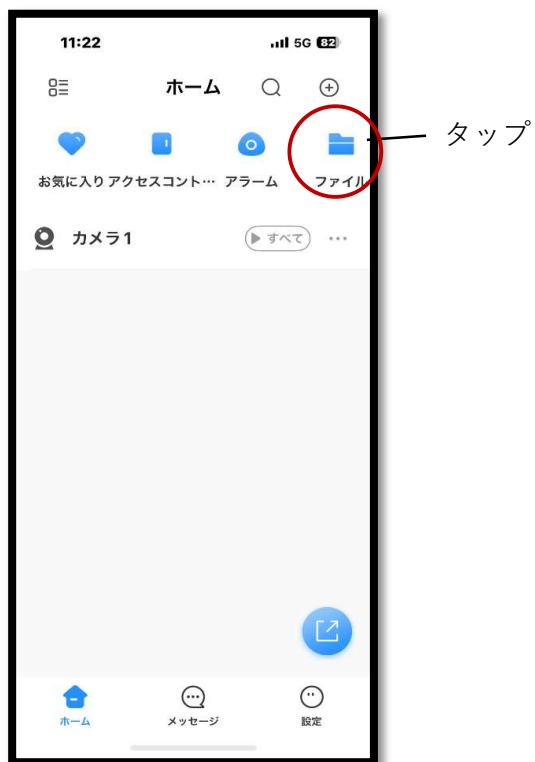 11:22 5G 82
ホーム
タップ
お気に入り アクセスコント… アラーム ファイル
カメラ1 すべて
ホーム メッセージ 設定